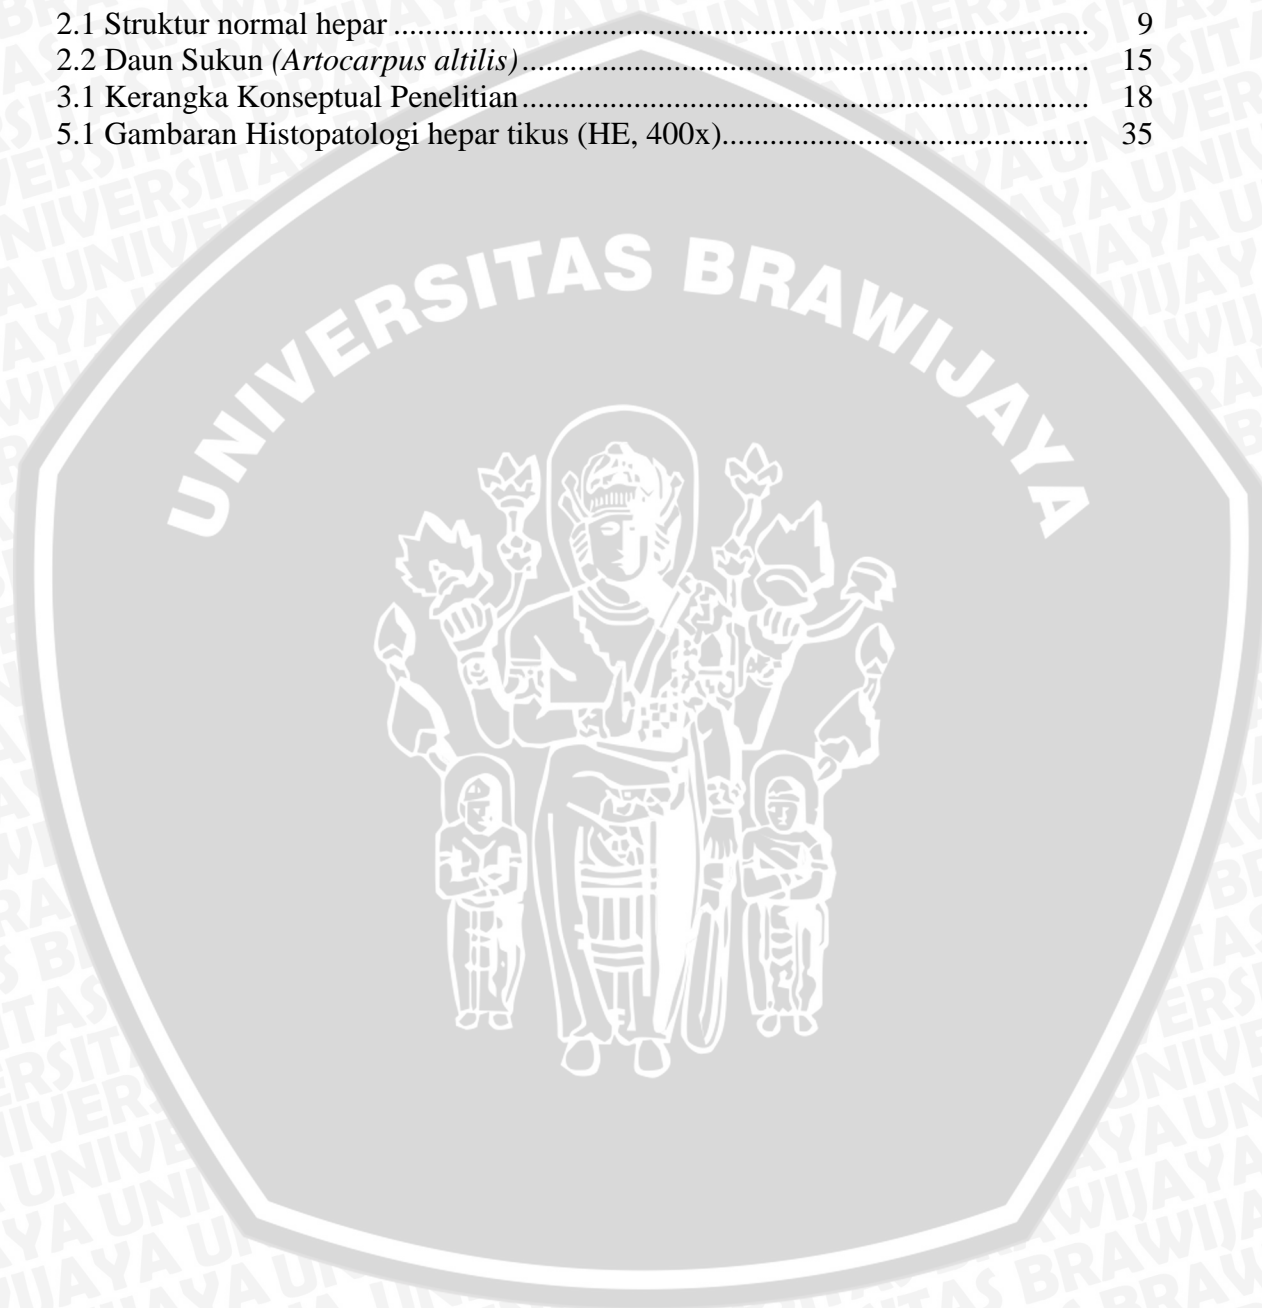 2.1 Struktur normal hepar ........................................................................................ 9
2.2 Daun Sukun (Artocarpus altilis) ....................................................................... 15
3.1 Kerangka Konseptual Penelitian ........................................................................ 18
5.1 Gambaran Histopatologi hepar tikus (HE, 400x).............................................. 35
UNIVERSITAS BRAWIJAYA